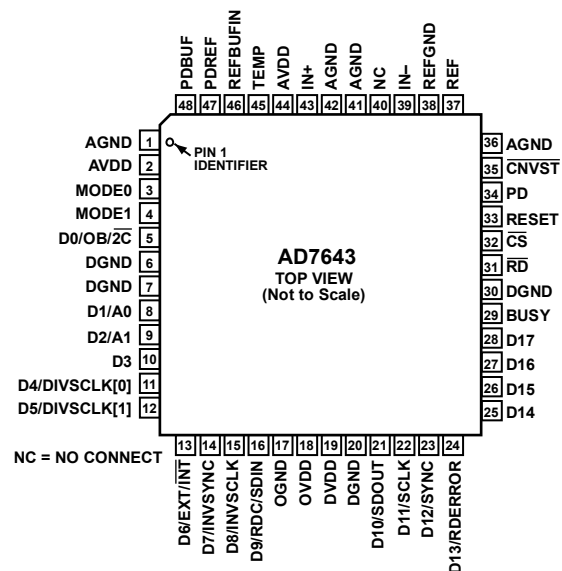 PDBUF
PDREF
REFBUFIN
TEMP
AVDD
IN+
AGND
AGND
NC
IN–
REFGND
REF
48 47 46 45 44 43 42 41 40 39 38 37
AGND 1
AVDD 2
MODE0 3
MODE1 4
D0/OB/2C̅ 5
DGND 6
DGND 7
D1/A0 8
D2/A1 9
D3 10
D4/DIVSCLK[0] 11
D5/DIVSCLK[1] 12
PIN 1
IDENTIFIER
AD7643
TOP VIEW
(Not to Scale)
36 AGND
35 C̅N̅V̅S̅T̅
34 PD
33 RESET
32 C̅S̅
31 R̅D̅
30 DGND
29 BUSY
28 D17
27 D16
26 D15
25 D14
13 14 15 16 17 18 19 20 21 22 23 24
NC = NO CONNECT
D6/EXT/I̅N̅T̅
D7/INVSYNC
D8/INVSCLK
D9/RDC/SDIN
OGND
OVDD
DVDD
DGND
D10/SDOUT
D11/SCLK
D12/SYNC
D13/RDERROR